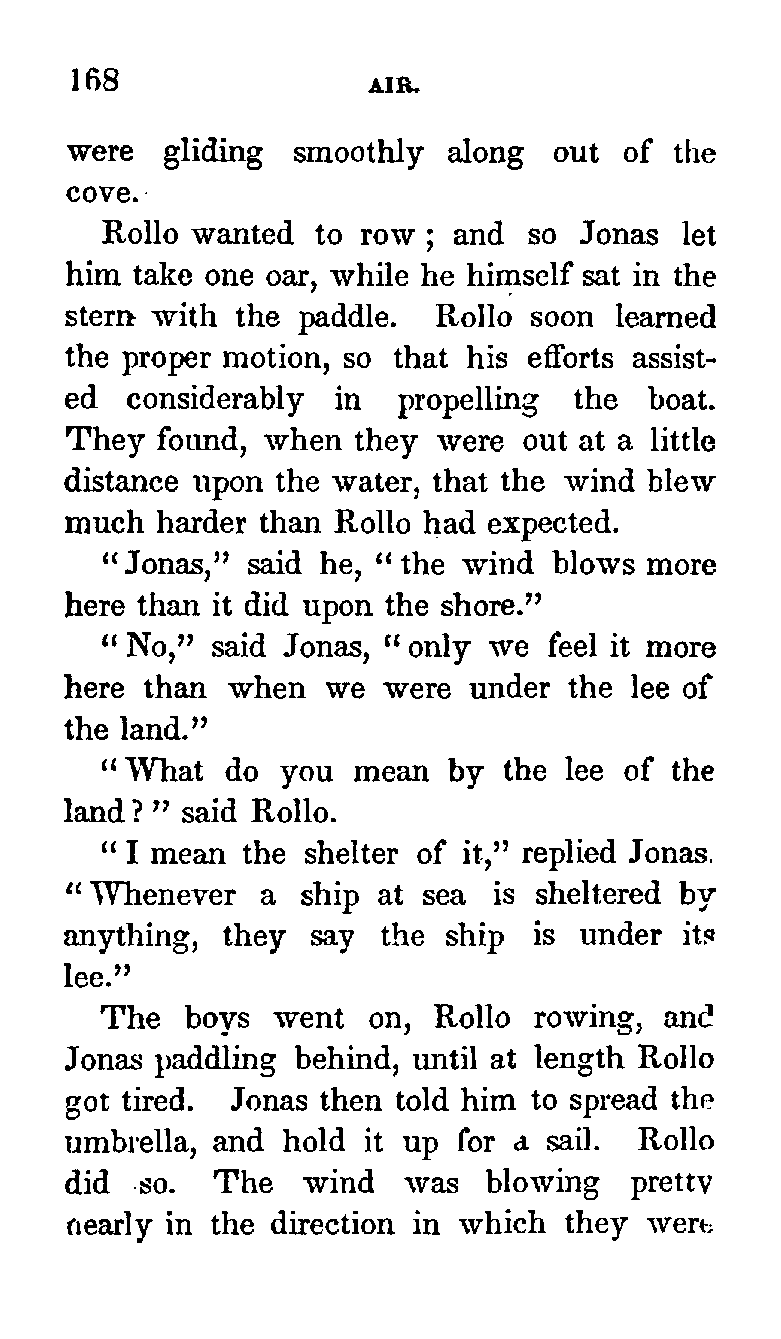 168 AIR.
were gliding smoothly along out of the
cove.
Rollo wanted to row ; and so Jonas let
him take one oar, while he himself sat in the
stern with the paddle. Rollo soon learned
the proper motion, so that his efforts assist-
ed considerably in propelling the boat.
They found, when they were out at a little
distance upon the water, that the wind blew
much harder than Rollo had expected.
“Jonas,” said he, “the wind blows more
here than it did upon the shore.”
“No,” said Jonas, “only we feel it more
here than when we were under the lee of
the land.”
“What do you mean by the lee of the
land?” said Rollo.
“I mean the shelter of it,” replied Jonas.
“Whenever a ship at sea is sheltered by
anything, they say the ship is under its
lee.”
The boys went on, Rollo rowing, and
Jonas paddling behind, until at length Rollo
got tired. Jonas then told him to spread the
umbrella, and hold it up for a sail. Rollo
did so. The wind was blowing pretty
nearly in the direction in which they were